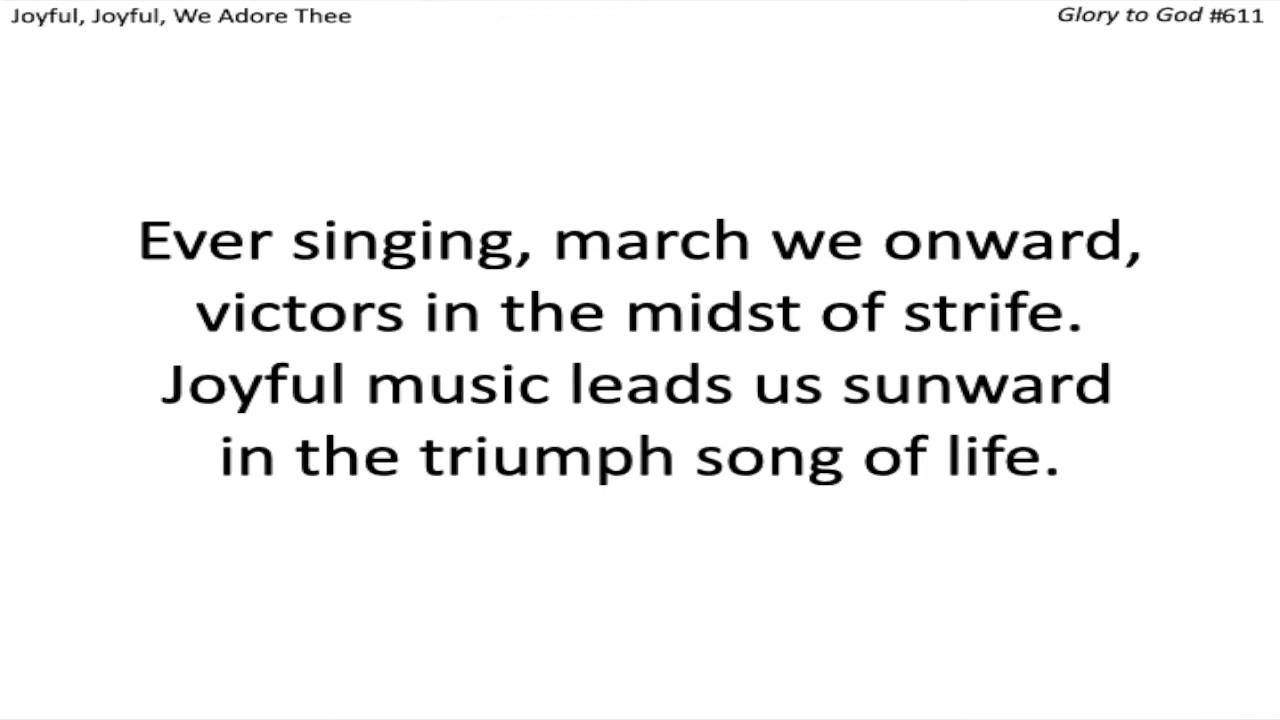 Joyful, Joyful, We Adore Thee
Glory to God #611
Ever singing, march we onward,
victors in the midst of strife.
Joyful music leads us sunward
in the triumph song of life.